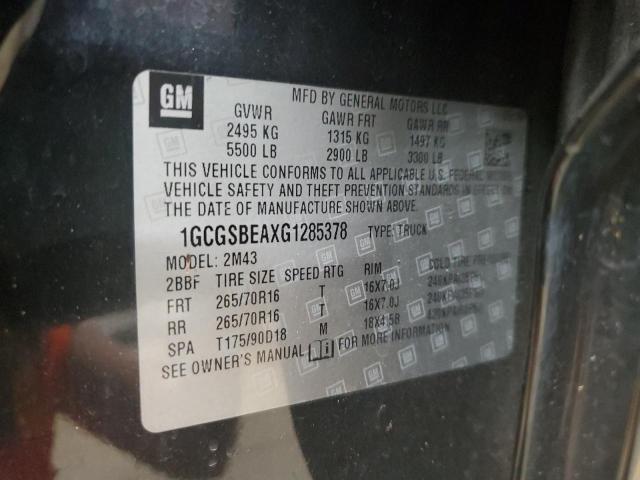 GM
MFD BY GENERAL MOTORS LLC
GVWR GAWR FRT GAWR RR
2495 KG 1315 KG 1497 KG
5500 LB 2900 LB 3300 LB
THIS VEHICLE CONFORMS TO ALL APPLICABLE U.S. FEDERAL MOTOR
VEHICLE SAFETY AND THEFT PREVENTION STANDARDS IN EFFECT ON
THE DATE OF MANUFACTURE SHOWN ABOVE.
1GCGSBEAXG1285378 TYPE: TRUCK
MODEL: 2M43
2BBF TIRE SIZE SPEED RTG RIM COLD TIRE PRESSURE
FRT 265/70R16 T 16X7.0J
RR 265/70R16 T 16X7.0J
SPA T175/90D18 M 18X4.5B
SEE OWNER'S MANUAL FOR MORE INFORMATION